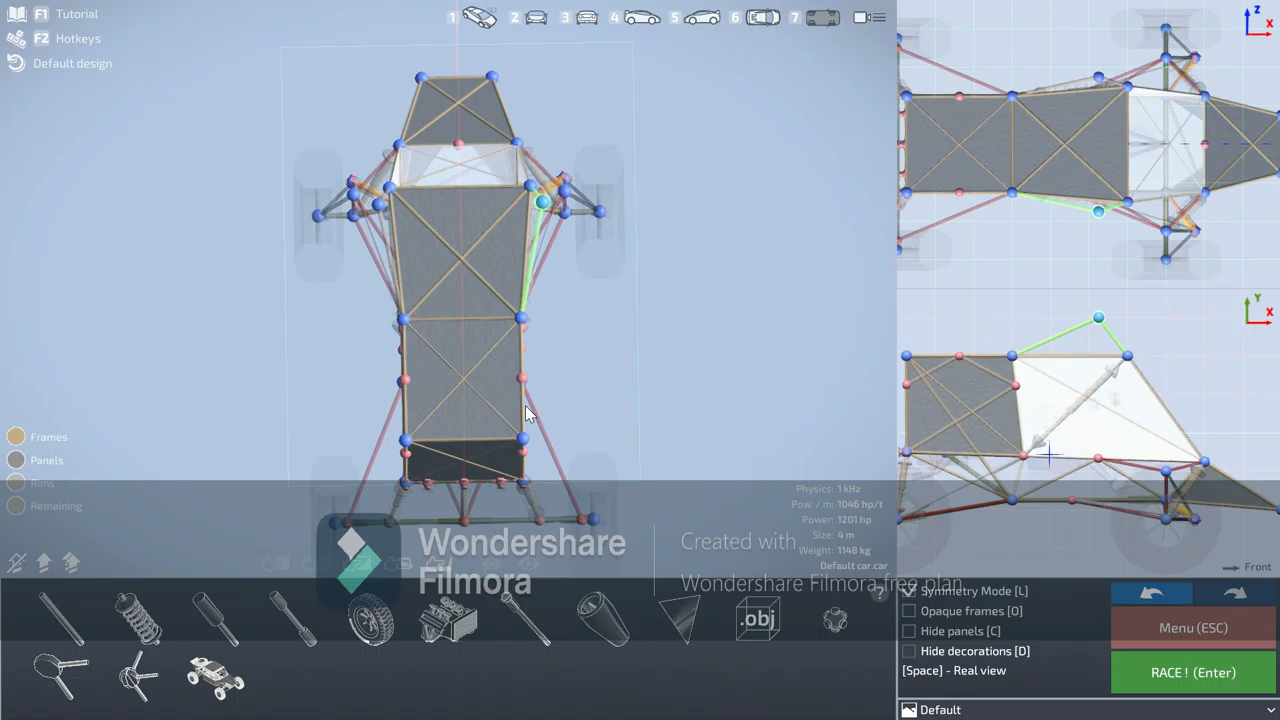 F1 Tutorial
F2 Hotkeys
Default design
1 2 3 4 5 6 7
Z
X
Y
X
Frames
Panels
Rims
Remaining
Physics: 1 kHz
Pow. / m: 1046 hp/t
Power: 1201 hp
Size: 4 m
Weight: 1148 kg
Default car.car
Front
Wondershare
Filmora
Created with
Wondershare Filmora free plan
?
.obj
Symmetry Mode [L]
Opaque frames [O]
Hide panels [C]
Hide decorations [D]
[Space] - Real view
Menu (ESC)
RACE! (Enter)
Default